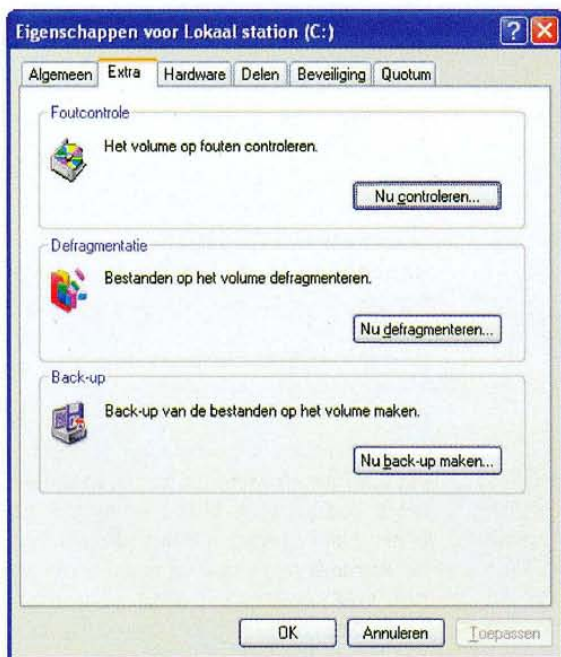 Eigenschappen voor Lokaal station (C:)
Algemeen Extra Hardware Delen Beveiliging Quotum
Foutcontrole
Het volume op fouten controleren.
Nu controleren...
Defragmentatie
Bestanden op het volume defragmenteren.
Nu defragmenteren...
Back-up
Back-up van de bestanden op het volume maken.
Nu back-up maken...
OK Annuleren Toepassen